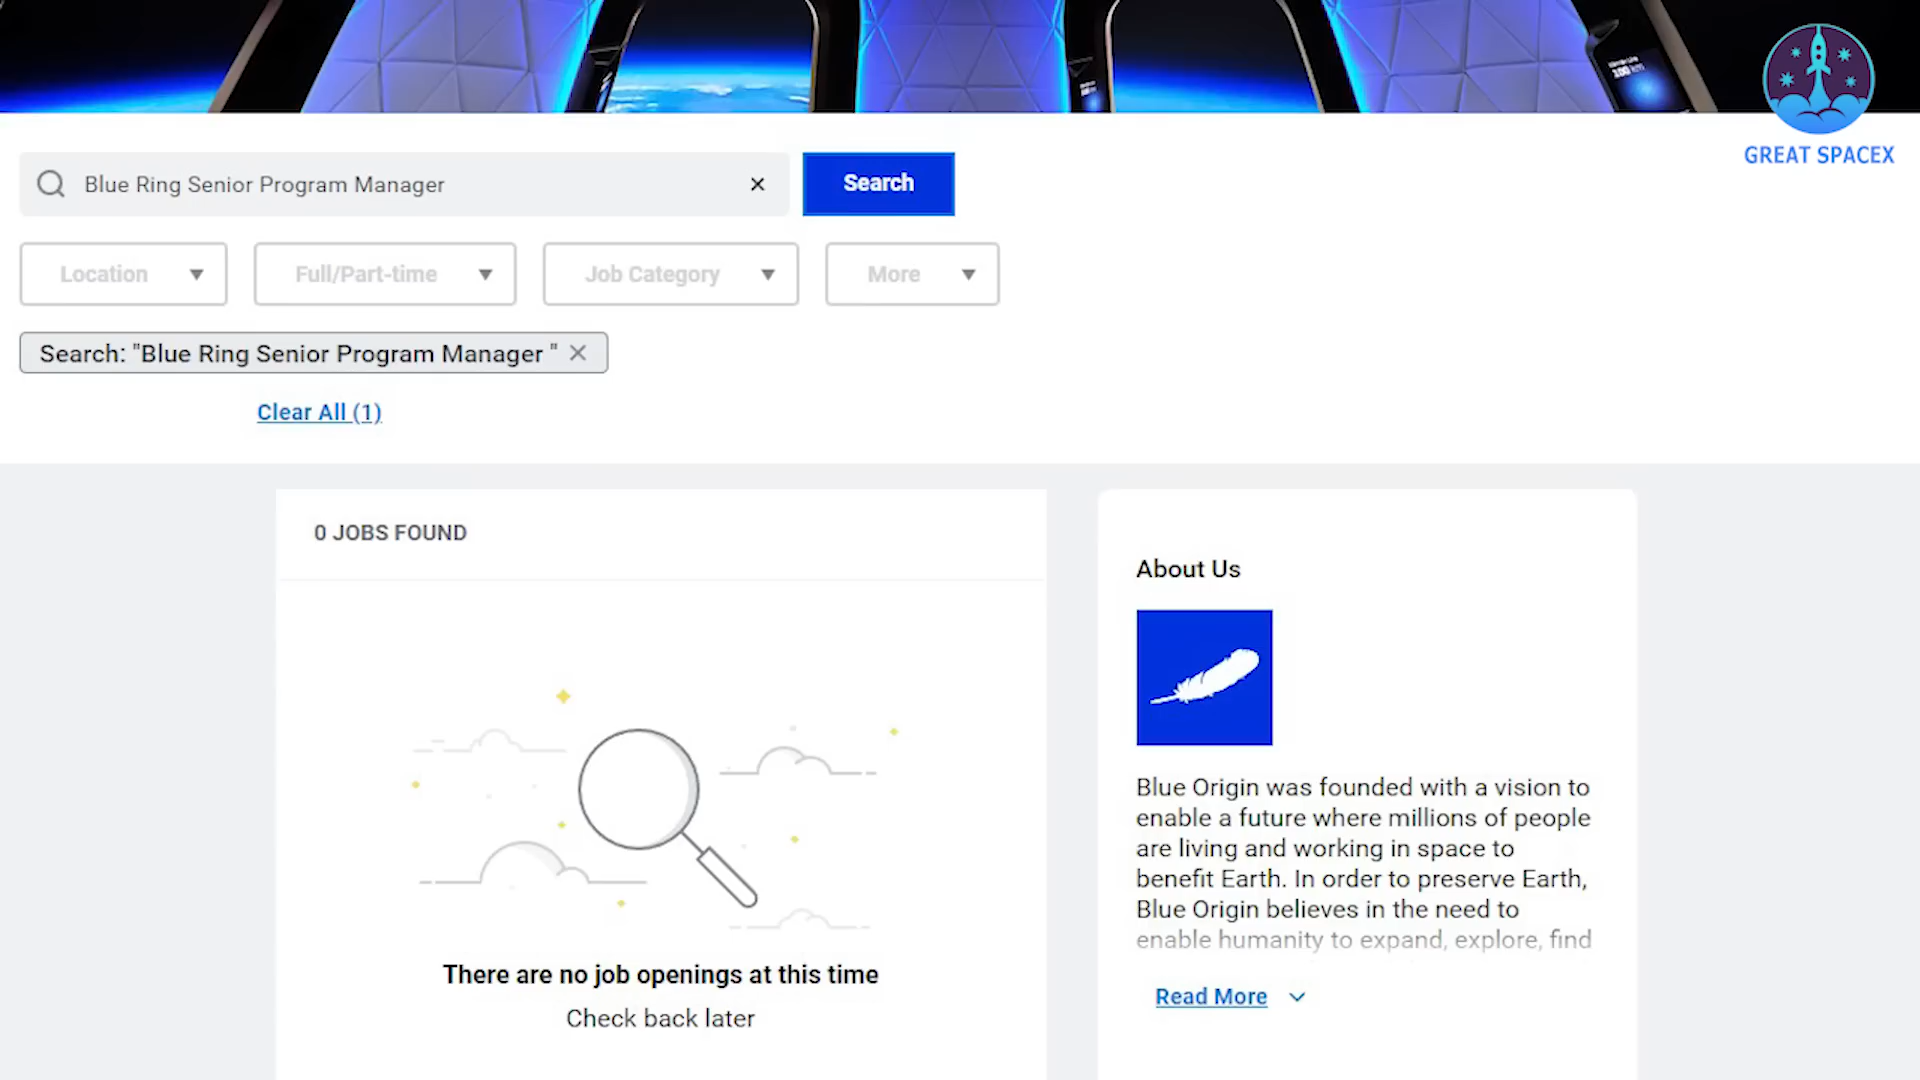 100 km
GREAT SPACEX
Blue Ring Senior Program Manager
Search
Location
Full/Part-time
Job Category
More
Search: "Blue Ring Senior Program Manager "
Clear All (1)
0 JOBS FOUND
There are no job openings at this time
Check back later
About Us
Blue Origin was founded with a vision to
enable a future where millions of people
are living and working in space to
benefit Earth. In order to preserve Earth,
Blue Origin believes in the need to
enable humanity to expand, explore, find
Read More